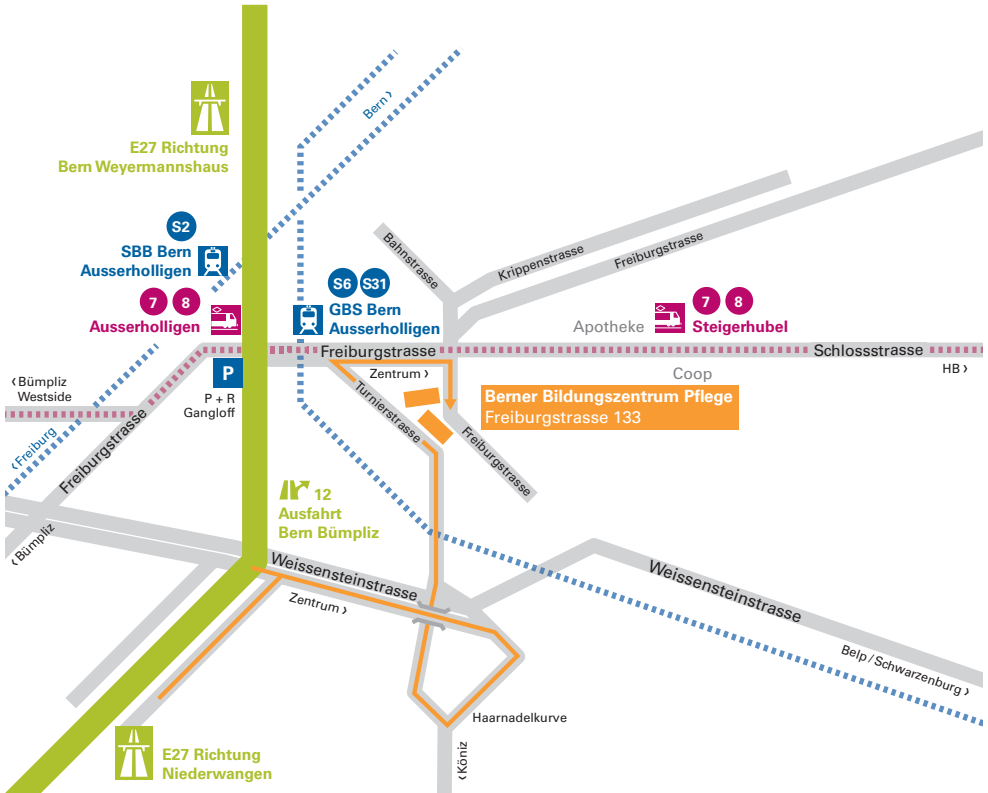 Bern ›
E27 Richtung
Bern Weyermannshaus
S2
SBB Bern
Ausserholligen
Bahnstrasse
Krippenstrasse
Freiburgstrasse
S6 S31
GBS Bern
Ausserholligen
7 8
Ausserholligen
Apotheke
7 8
Steigerhubel
Freiburgstrasse
Schlossstrasse
P
P + R
Gangloff
Zentrum ›
Coop
HB ›
‹ Bümpliz
Westside
Berner Bildungszentrum Pflege
Freiburgstrasse 133
Turnierstrasse
Freiburgstrasse
Freiburgstrasse
‹ Freiburg
‹ Bümpliz
12
Ausfahrt
Bern Bümpliz
Weissensteinstrasse
Zentrum ›
Weissensteinstrasse
Belp / Schwarzenburg ›
Haarnadelkurve
‹ Köniz
E27 Richtung
Niederwangen